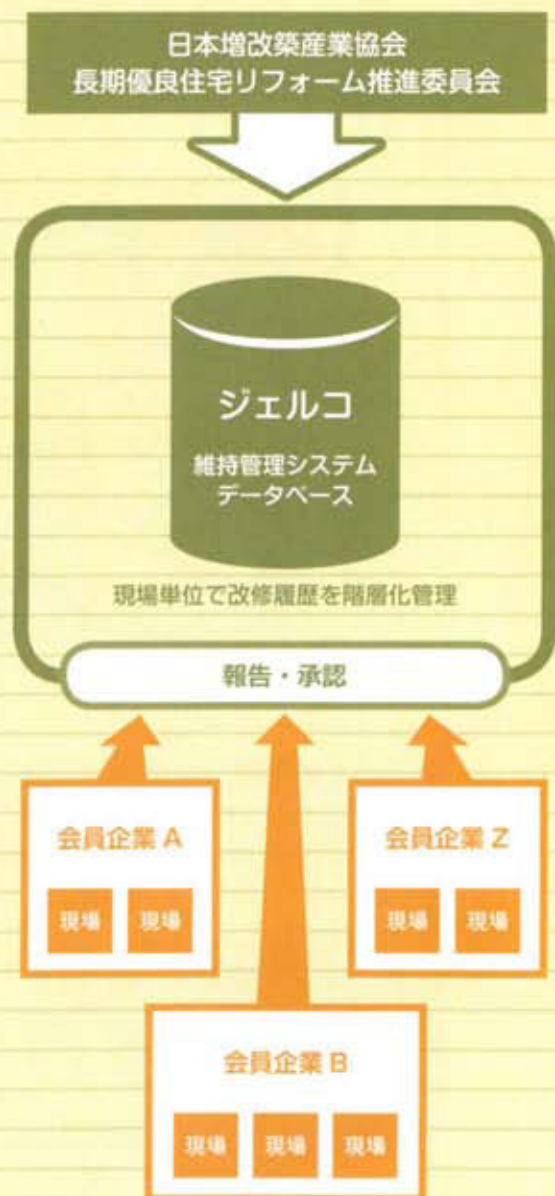 日本増改築産業協会
長期優良住宅リフォーム推進委員会
ジェルコ
維持管理システム
データベース
現場単位で改修履歴を階層化管理
報告・承認
会員企業 A
現場 現場
会員企業 Z
現場 現場
会員企業 B
現場 現場 現場